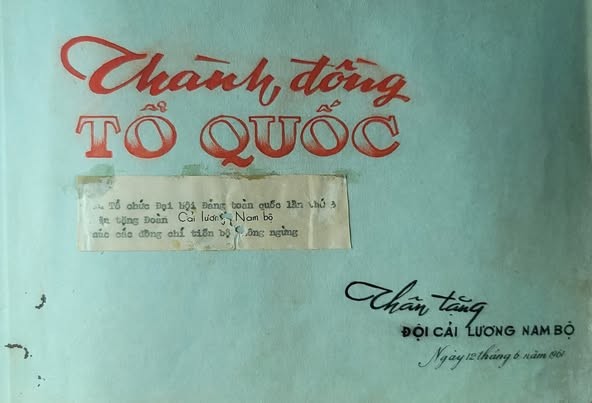 Thành đồng
TỔ QUỐC
Tổ chức Đại hội Đảng toàn quốc lần thứ 3
tặng Đoàn Cải lương Nam bộ
các đồng chí tiến bộ không ngừng
Thân tặng
ĐỘI CẢI LƯƠNG NAM BỘ
Ngày 12 tháng 6 năm 1961